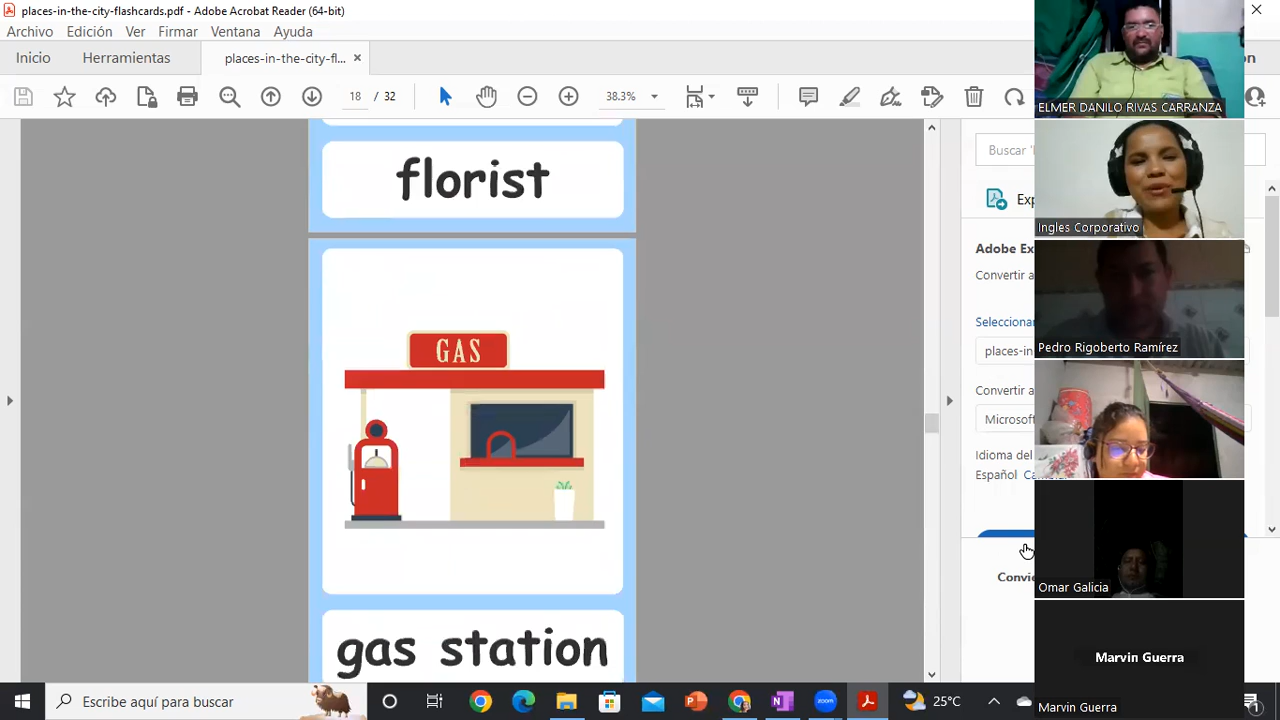 places-in-the-city-flashcards.pdf - Adobe Acrobat Reader (64-bit)
Archivo Edición Ver Firmar Ventana Ayuda
Inicio Herramientas places-in-the-city-fl...
18 / 32 38.3%
florist
GAS
gas station
Buscar
Adobe
Convertir
Seleccionar
places-in
Convertir
Idioma del
Español
ELMER DANILO RIVAS CARRANZA
Ingles Corporativo
Pedro Rigoberto Ramírez
Omar Galicia
Marvin Guerra
Marvin Guerra
Escribe aquí para buscar
25°C